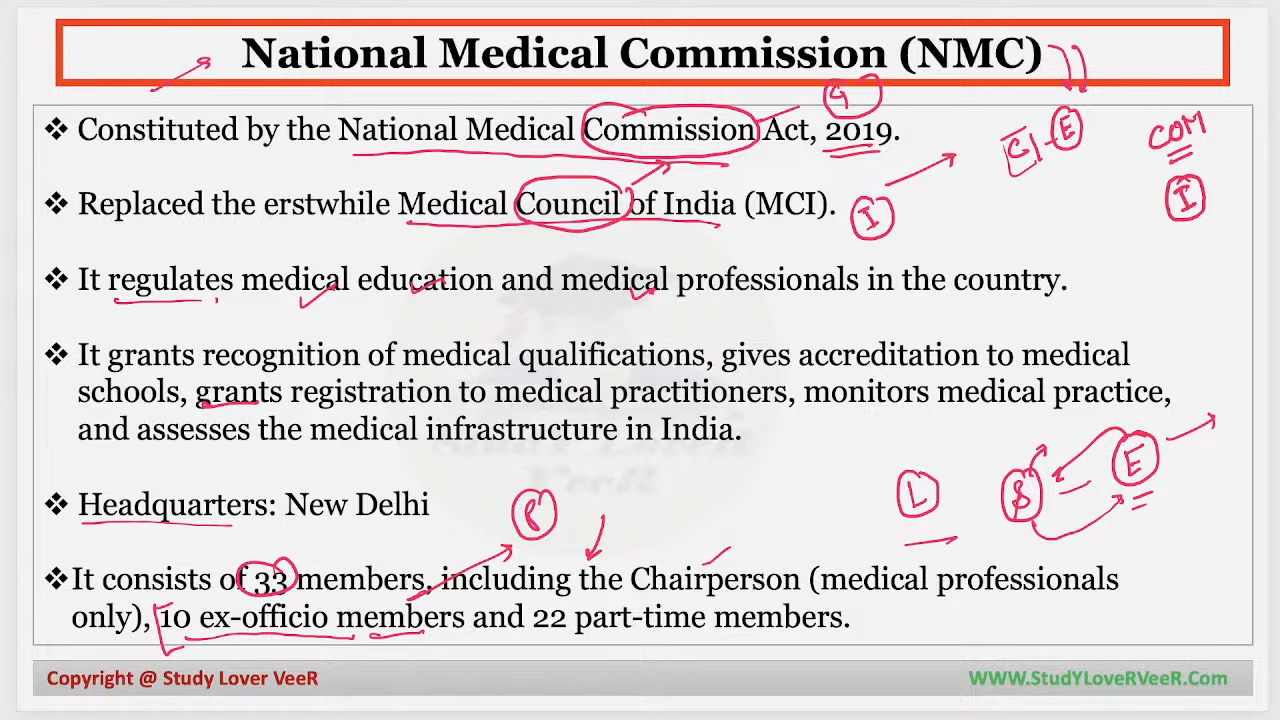 National Medical Commission (NMC)
❖ Constituted by the National Medical Commission Act, 2019.
❖ Replaced the erstwhile Medical Council of India (MCI).
❖ It regulates medical education and medical professionals in the country.
❖ It grants recognition of medical qualifications, gives accreditation to medical
schools, grants registration to medical practitioners, monitors medical practice,
and assesses the medical infrastructure in India.
❖ Headquarters: New Delhi
❖ It consists of 33 members, including the Chairperson (medical professionals
only), 10 ex-officio members and 22 part-time members.
E
COM
I
I
E
L
Copyright @ Study Lover VeeR
WWW.StudYLoveRVeeR.Com